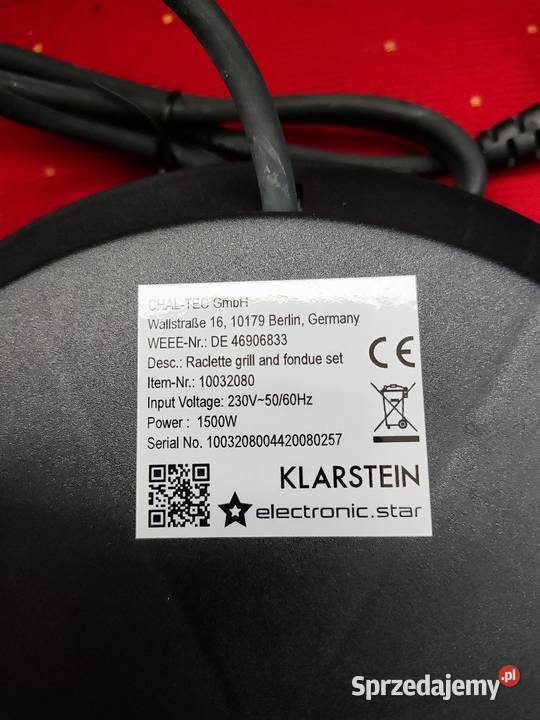 CHAL-TEC GmbH
Wallstraße 16, 10179 Berlin, Germany
WEEE-Nr.: DE 46906833
Desc.: Raclette grill and fondue set
Item-Nr.: 10032080
Input Voltage: 230V~50/60Hz
Power : 1500W
Serial No. 1003208004420080257
CE
KLARSTEIN
electronic.star
Sprzedajemy.pl